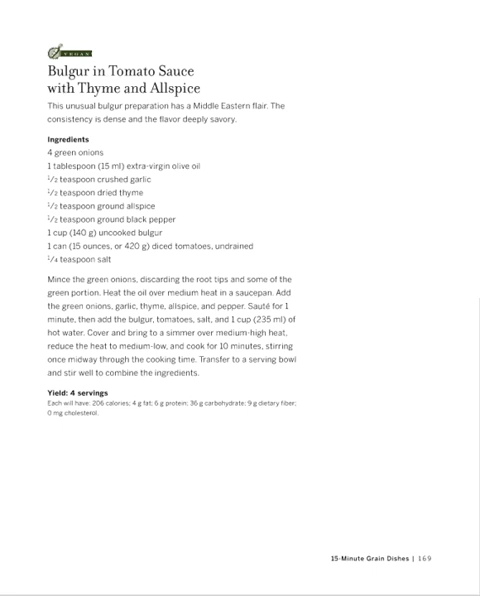 VEGAN
Bulgur in Tomato Sauce
with Thyme and Allspice
This unusual bulgur preparation has a Middle Eastern flair. The
consistency is dense and the flavor deeply savory.
Ingredients
4 green onions
1 tablespoon (15 ml) extra-virgin olive oil
1/2 teaspoon crushed garlic
1/2 teaspoon dried thyme
1/2 teaspoon ground allspice
1/2 teaspoon ground black pepper
1 cup (140 g) uncooked bulgur
1 can (15 ounces, or 420 g) diced tomatoes, undrained
1/4 teaspoon salt
Mince the green onions, discarding the root tips and some of the
green portion. Heat the oil over medium heat in a saucepan. Add
the green onions, garlic, thyme, allspice, and pepper. Sauté for 1
minute, then add the bulgur, tomatoes, salt, and 1 cup (235 ml) of
hot water. Cover and bring to a simmer over medium-high heat,
reduce the heat to medium-low, and cook for 10 minutes, stirring
once midway through the cooking time. Transfer to a serving bowl
and stir well to combine the ingredients.
Yield: 4 servings
Each will have: 206 calories; 4 g fat; 6 g protein; 36 g carbohydrate; 9 g dietary fiber;
0 mg cholesterol.
15-Minute Grain Dishes | 169